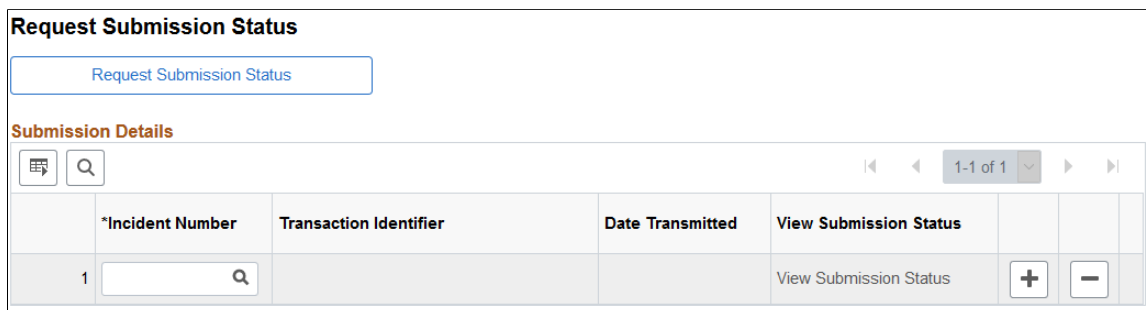 Request Submission Status
Request Submission Status
Submission Details
1-1 of 1
*Incident Number Transaction Identifier Date Transmitted View Submission Status
1 View Submission Status